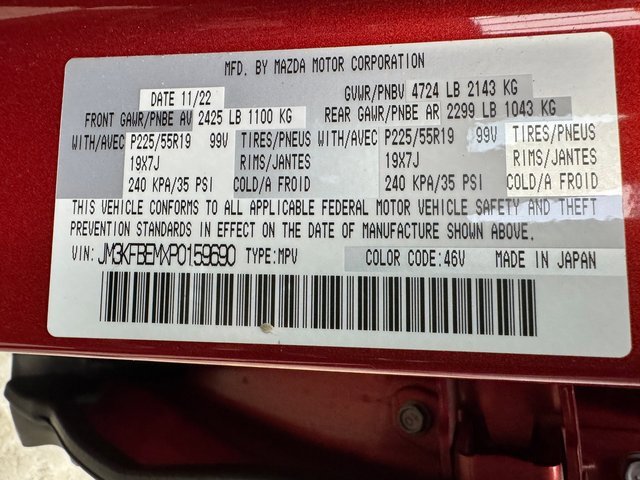 MFD. BY MAZDA MOTOR CORPORATION
DATE 11/22 GVWR/PNBV 4724 LB 2143 KG
FRONT GAWR/PNBE AV 2425 LB 1100 KG REAR GAWR/PNBE AR 2299 LB 1043 KG
WITH/AVEC P225/55R19 99V TIRES/PNEUS WITH/AVEC P225/55R19 99V TIRES/PNEUS
19X7J RIMS/JANTES 19X7J RIMS/JANTES
240 KPA/35 PSI COLD/A FROID 240 KPA/35 PSI COLD/A FROID
THIS VEHICLE CONFORMS TO ALL APPLICABLE FEDERAL MOTOR VEHICLE SAFETY AND THEFT
PREVENTION STANDARDS IN EFFECT ON THE DATE OF MANUFACTURE SHOWN ABOVE.
VIN: JM3KFBEMXP0159690 TYPE:MPV COLOR CODE:46V MADE IN JAPAN